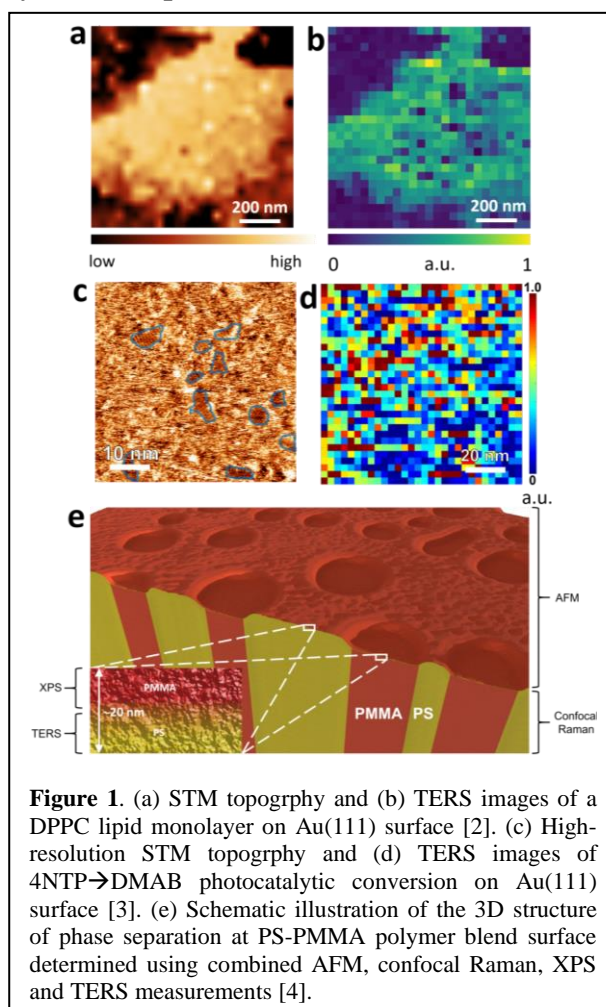 a
b
200 nm
200 nm
low
high
0
a.u.
1
c
d
1.0
10 nm
20 nm
0
a.u.
e
AFM
XPS
PMMA
~20 nm
TERS
PS
PMMA PS
Confocal
Raman
Figure 1. (a) STM topogrphy and (b) TERS images of a
DPPC lipid monolayer on Au(111) surface [2]. (c) High-
resolution STM topogrphy and (d) TERS images of
4NTP→DMAB photocatalytic conversion on Au(111)
surface [3]. (e) Schematic illustration of the 3D structure
of phase separation at PS-PMMA polymer blend surface
determined using combined AFM, confocal Raman, XPS
and TERS measurements [4].